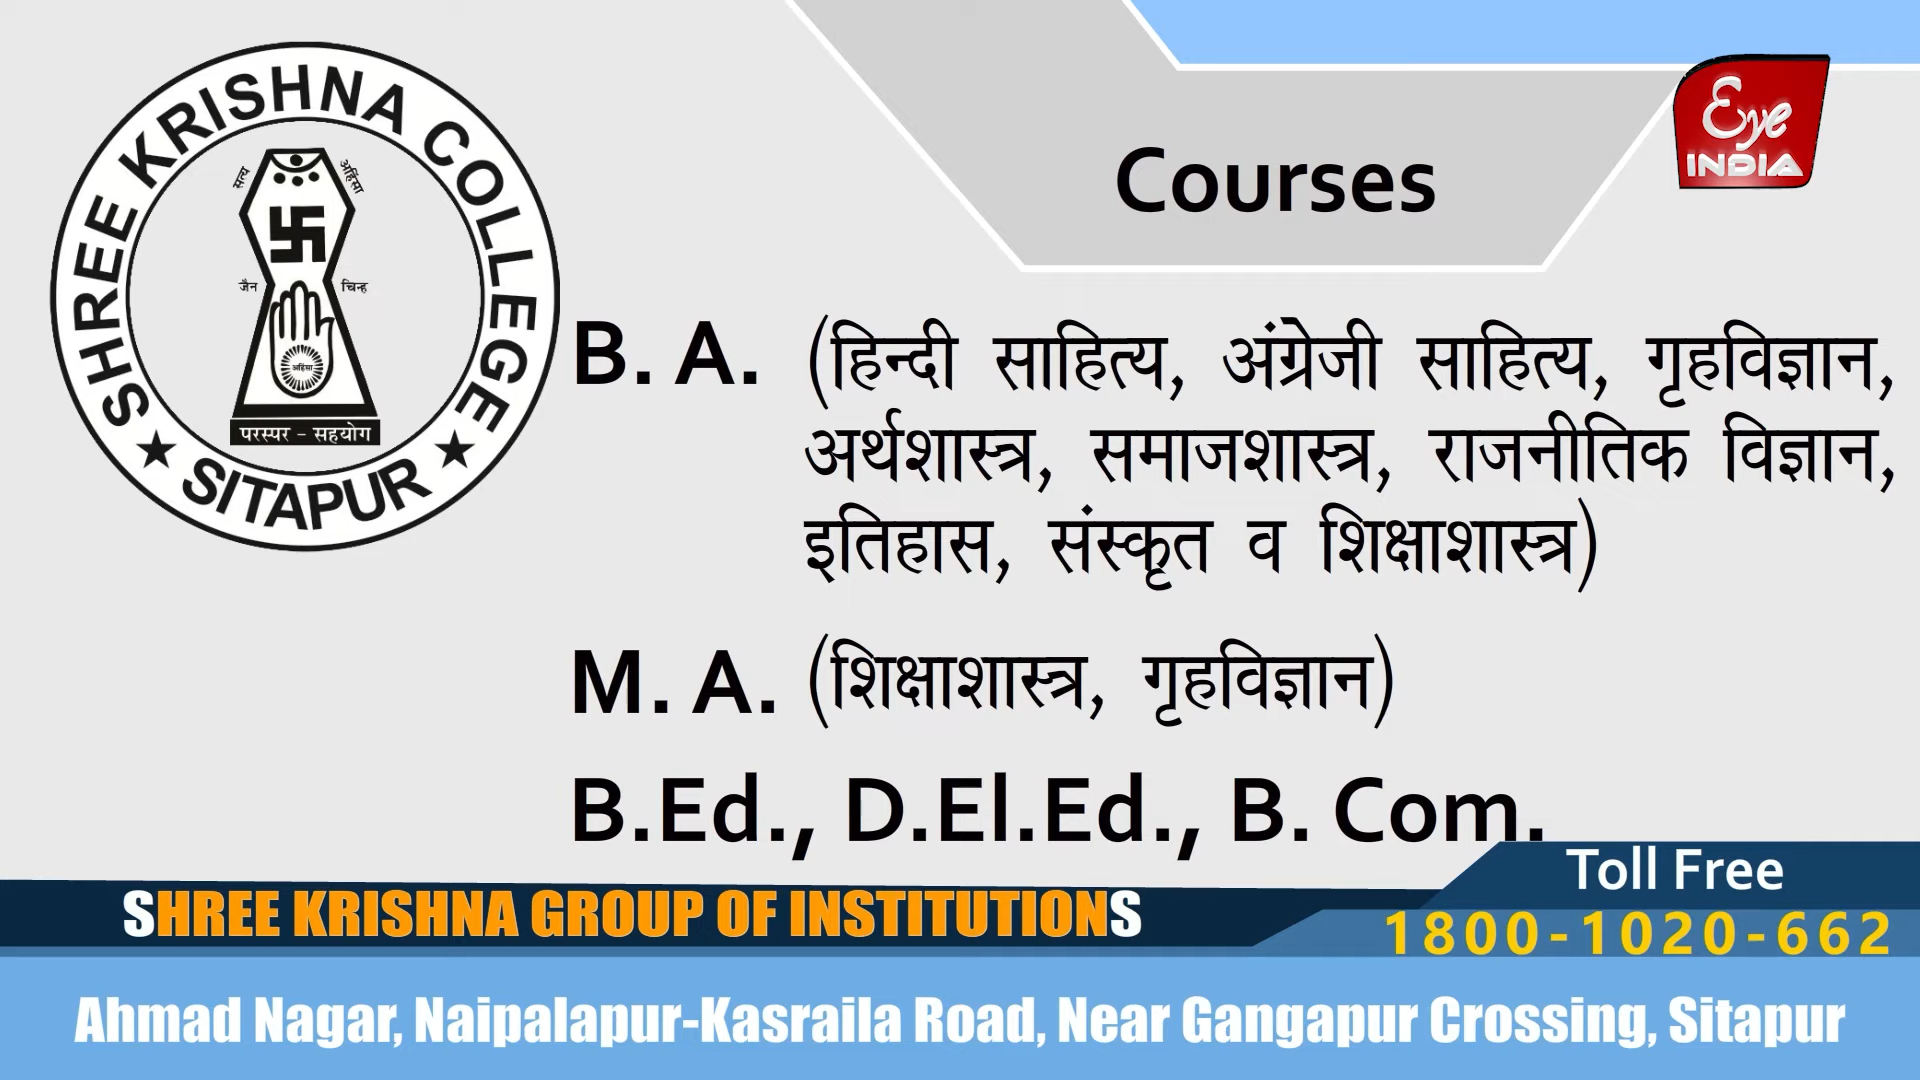 SHREE KRISHNA COLLEGE
सत्य
अहिंसा
जैन
चिन्ह
अहिंसा
परस्पर - सहयोग
★ SITAPUR ★
Eye
INDIA
Courses
B. A. (हिन्दी साहित्य, अंग्रेजी साहित्य, गृहविज्ञान,
अर्थशास्त्र, समाजशास्त्र, राजनीतिक विज्ञान,
इतिहास, संस्कृत व शिक्षाशास्त्र)
M. A. (शिक्षाशास्त्र, गृहविज्ञान)
B.Ed., D.El.Ed., B. Com.
SHREE KRISHNA GROUP OF INSTITUTIONS
Toll Free
1800-1020-662
Ahmad Nagar, Naipalapur-Kasraila Road, Near Gangapur Crossing, Sitapur